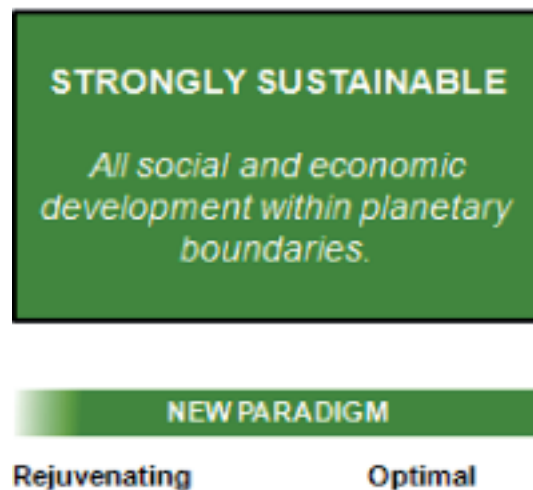 STRONGLY SUSTAINABLE
All social and economic
development within planetary
boundaries.
NEW PARADIGM
Rejuvenating Optimal